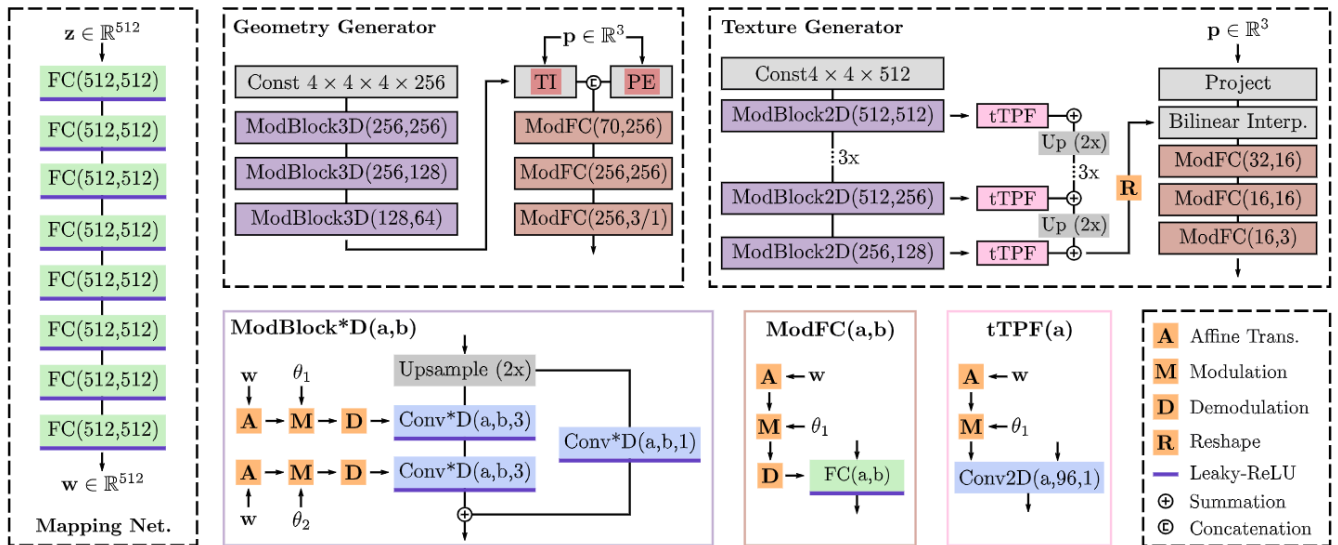 z ∈ ℝ^512
FC(512,512)
FC(512,512)
FC(512,512)
FC(512,512)
FC(512,512)
FC(512,512)
FC(512,512)
FC(512,512)
w ∈ ℝ^512
Mapping Net.
Geometry Generator
p ∈ ℝ^3
Const 4 × 4 × 4 × 256
TI
C
PE
ModBlock3D(256,256)
ModFC(70,256)
ModBlock3D(256,128)
ModFC(256,256)
ModBlock3D(128,64)
ModFC(256,3/1)
Texture Generator
p ∈ ℝ^3
Const4 × 4 × 512
Project
ModBlock2D(512,512)
tTPF
Bilinear Interp.
Up (2x)
3x
3x
ModFC(32,16)
R
ModBlock2D(512,256)
tTPF
ModFC(16,16)
Up (2x)
ModFC(16,3)
ModBlock2D(256,128)
tTPF
ModBlock*D(a,b)
Upsample (2x)
w
θ1
A
M
D
Conv*D(a,b,3)
Conv*D(a,b,1)
A
M
D
Conv*D(a,b,3)
w
θ2
ModFC(a,b)
A
w
M
θ1
D
FC(a,b)
tTPF(a)
A
w
M
θ1
Conv2D(a,96,1)
A Affine Trans.
M Modulation
D Demodulation
R Reshape
Leaky-ReLU
Summation
C Concatenation